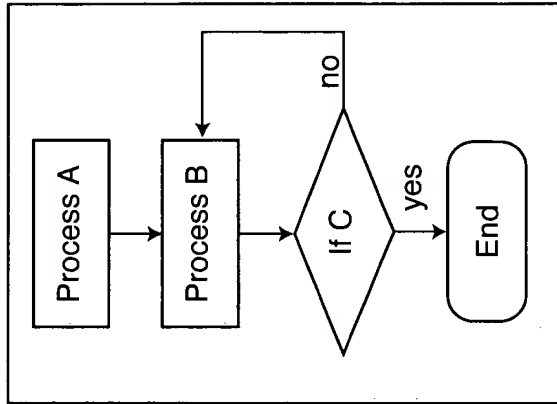 Process A
Process B
no
If C
yes
End